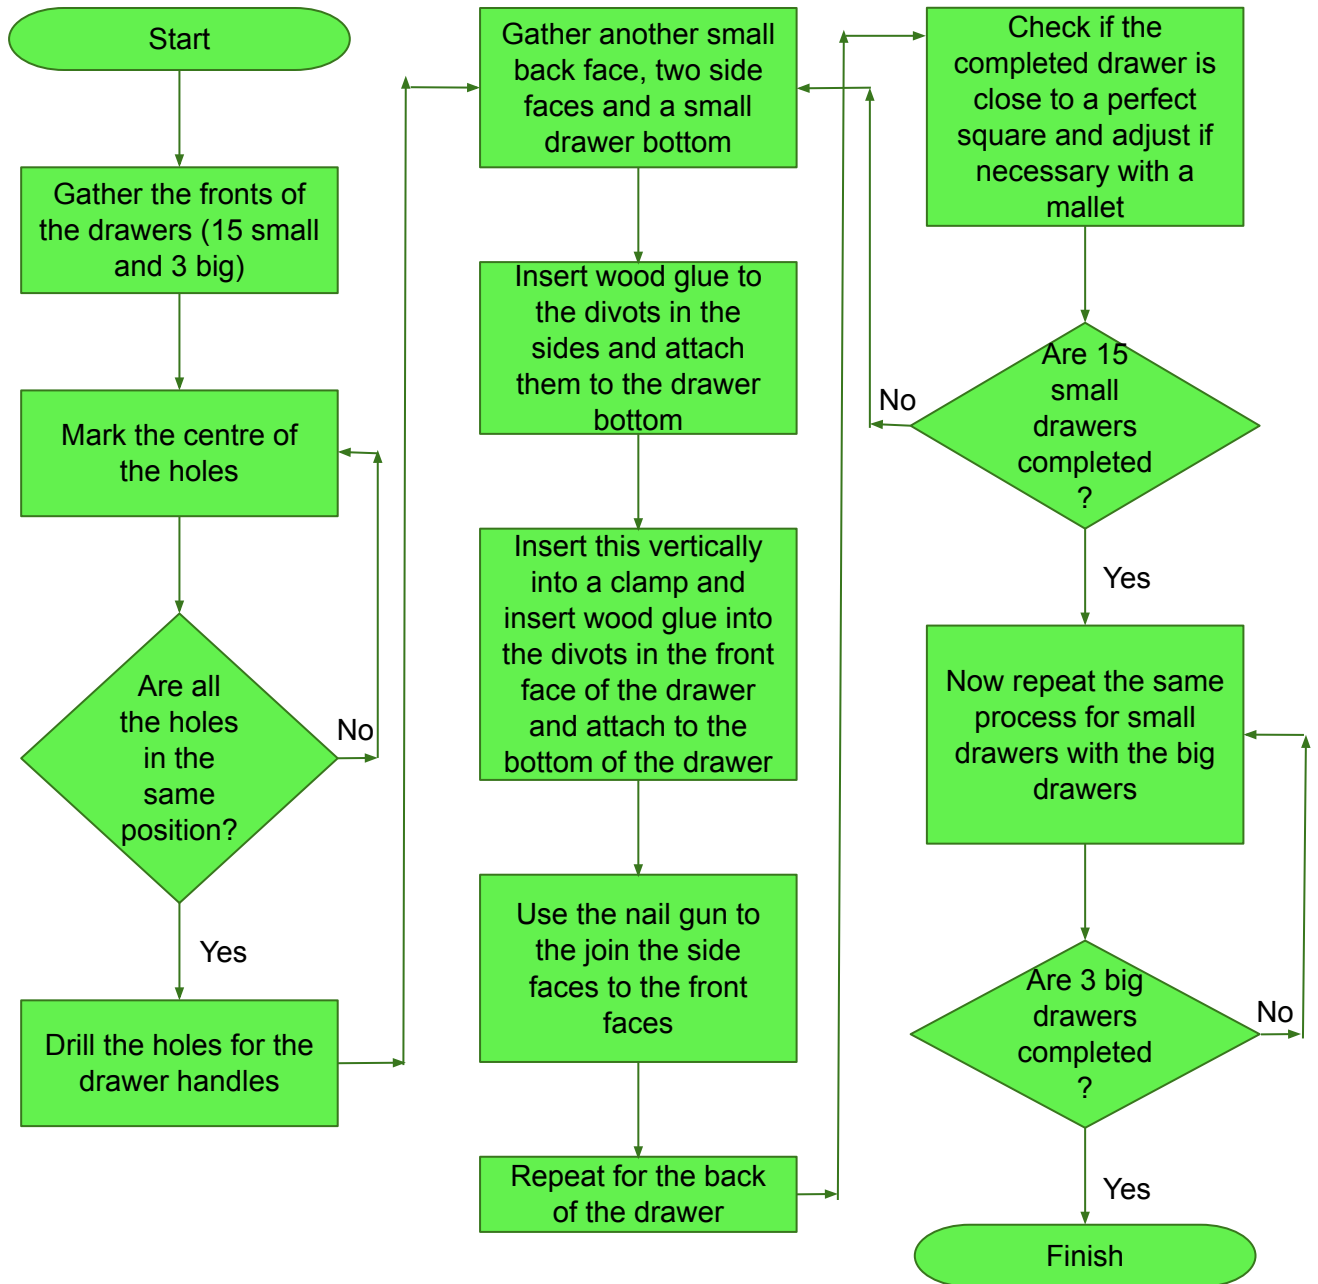 Start
Gather the fronts of
the drawers (15 small
and 3 big)
Mark the centre of
the holes
Are all
the holes
in the
same
position?
No
Yes
Drill the holes for the
drawer handles
Gather another small
back face, two side
faces and a small
drawer bottom
Insert wood glue to
the divots in the
sides and attach
them to the drawer
bottom
Insert this vertically
into a clamp and
insert wood glue into
the divots in the front
face of the drawer
and attach to the
bottom of the drawer
Use the nail gun to
the join the side
faces to the front
faces
Repeat for the back
of the drawer
Check if the
completed drawer is
close to a perfect
square and adjust if
necessary with a
mallet
Are 15
small
drawers
completed
?
No
Yes
Now repeat the same
process for small
drawers with the big
drawers
Are 3 big
drawers
completed
?
No
Yes
Finish